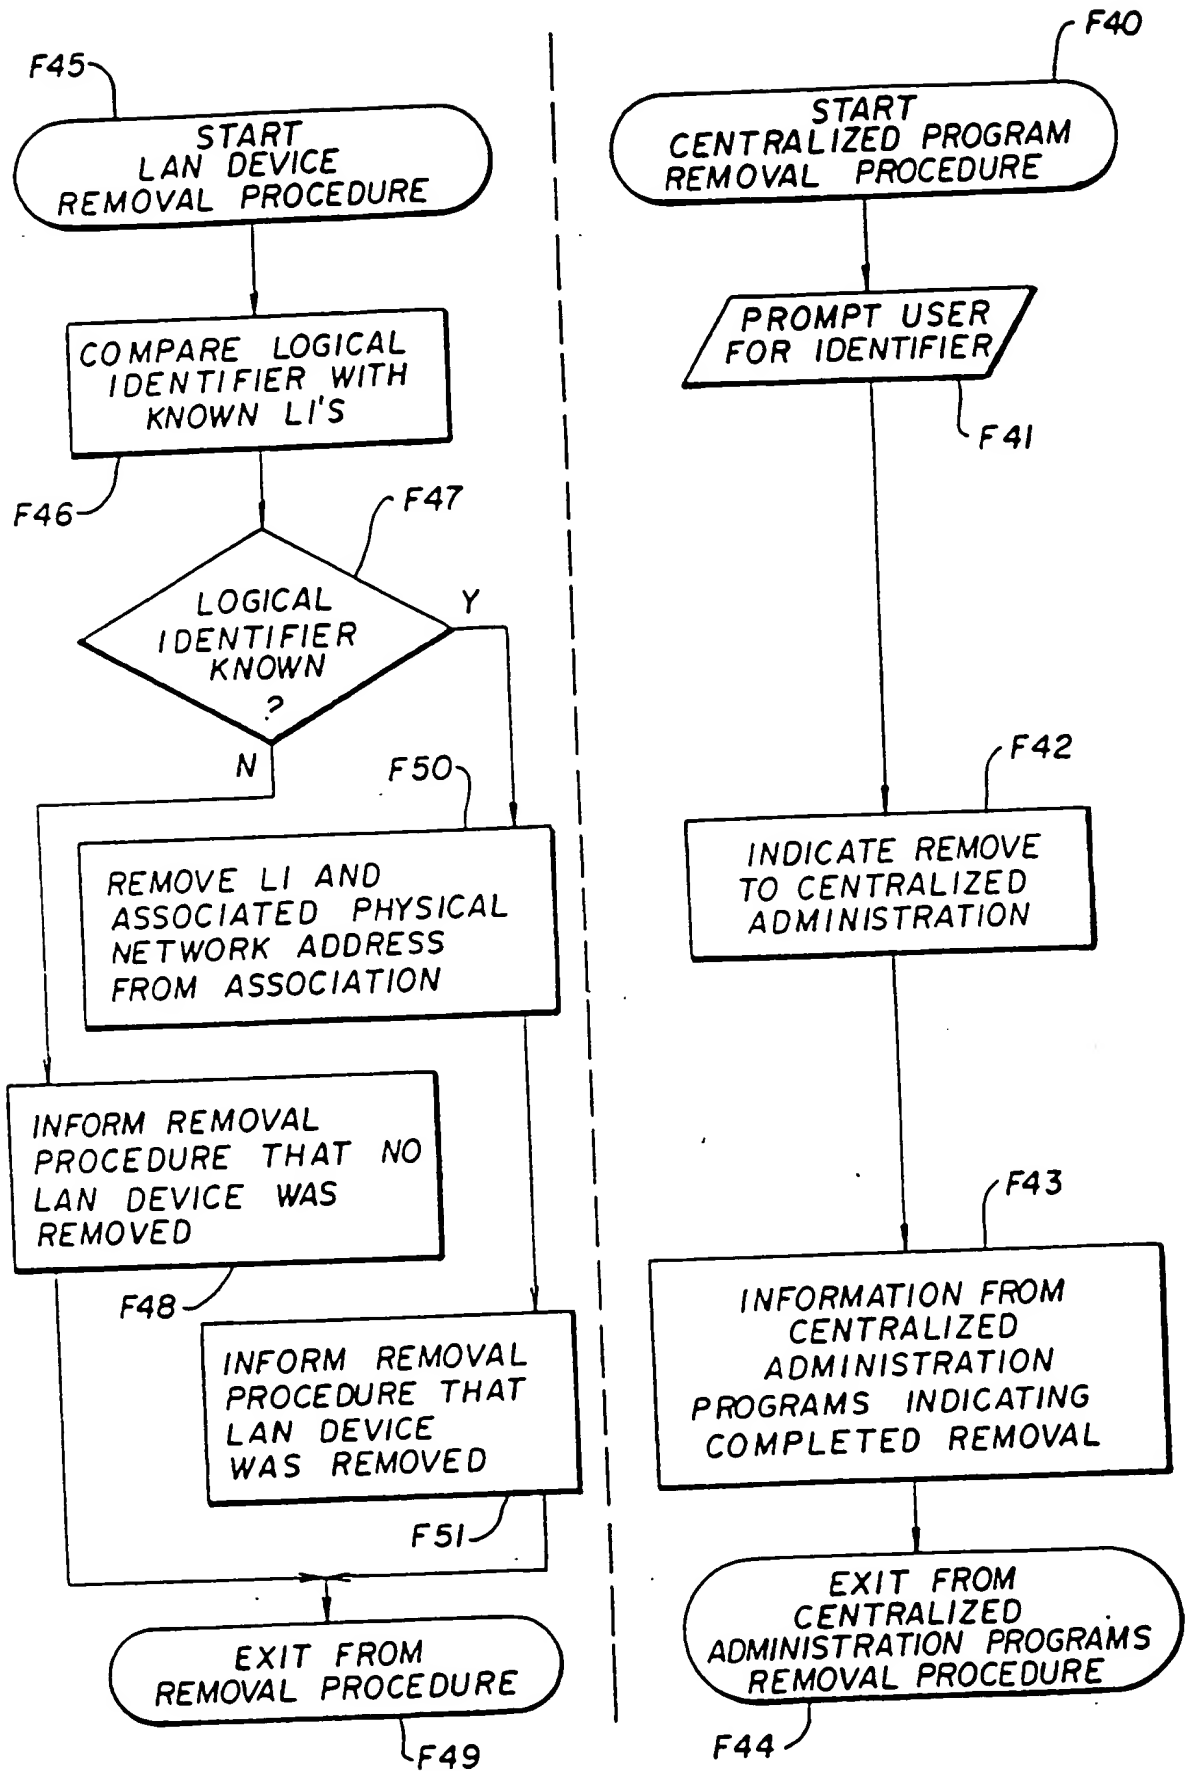 F45
START
LAN DEVICE
REMOVAL PROCEDURE
COMPARE LOGICAL
IDENTIFIER WITH
KNOWN LI'S
F46
F47
LOGICAL
IDENTIFIER
KNOWN
?
Y
N
F50
REMOVE LI AND
ASSOCIATED PHYSICAL
NETWORK ADDRESS
FROM ASSOCIATION
INFORM REMOVAL
PROCEDURE THAT NO
LAN DEVICE WAS
REMOVED
F48
INFORM REMOVAL
PROCEDURE THAT
LAN DEVICE
WAS REMOVED
F51
EXIT FROM
REMOVAL PROCEDURE
F49
F40
START
CENTRALIZED PROGRAM
REMOVAL PROCEDURE
PROMPT USER
FOR IDENTIFIER
F41
F42
INDICATE REMOVE
TO CENTRALIZED
ADMINISTRATION
F43
INFORMATION FROM
CENTRALIZED
ADMINISTRATION
PROGRAMS INDICATING
COMPLETED REMOVAL
EXIT FROM
CENTRALIZED
ADMINISTRATION PROGRAMS
REMOVAL PROCEDURE
F44